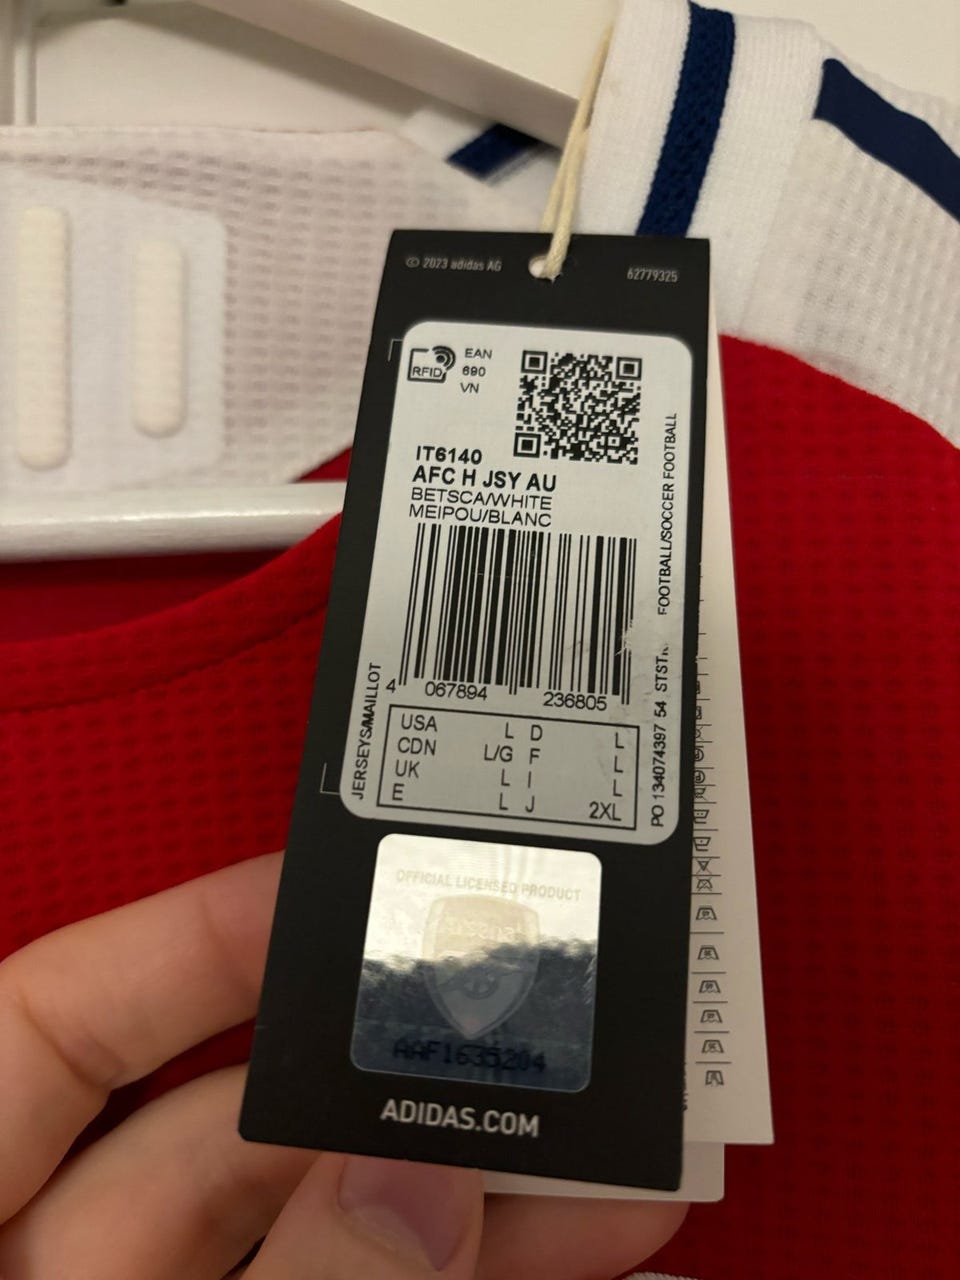 © 2023 adidas AG
62779325
RFID
EAN
690
VN
IT6140
AFC H JSY AU
BETSCA/WHITE
MEIPOU/BLANC
FOOTBALL/SOCCER FOOTBALL
JERSEYS/MAILLOT
4 067894 236805
PO 134074397 54
USA L D L
CDN L/G F L
UK L I L
E L J 2XL
OFFICIAL LICENSED PRODUCT
AAF1635204
ADIDAS.COM